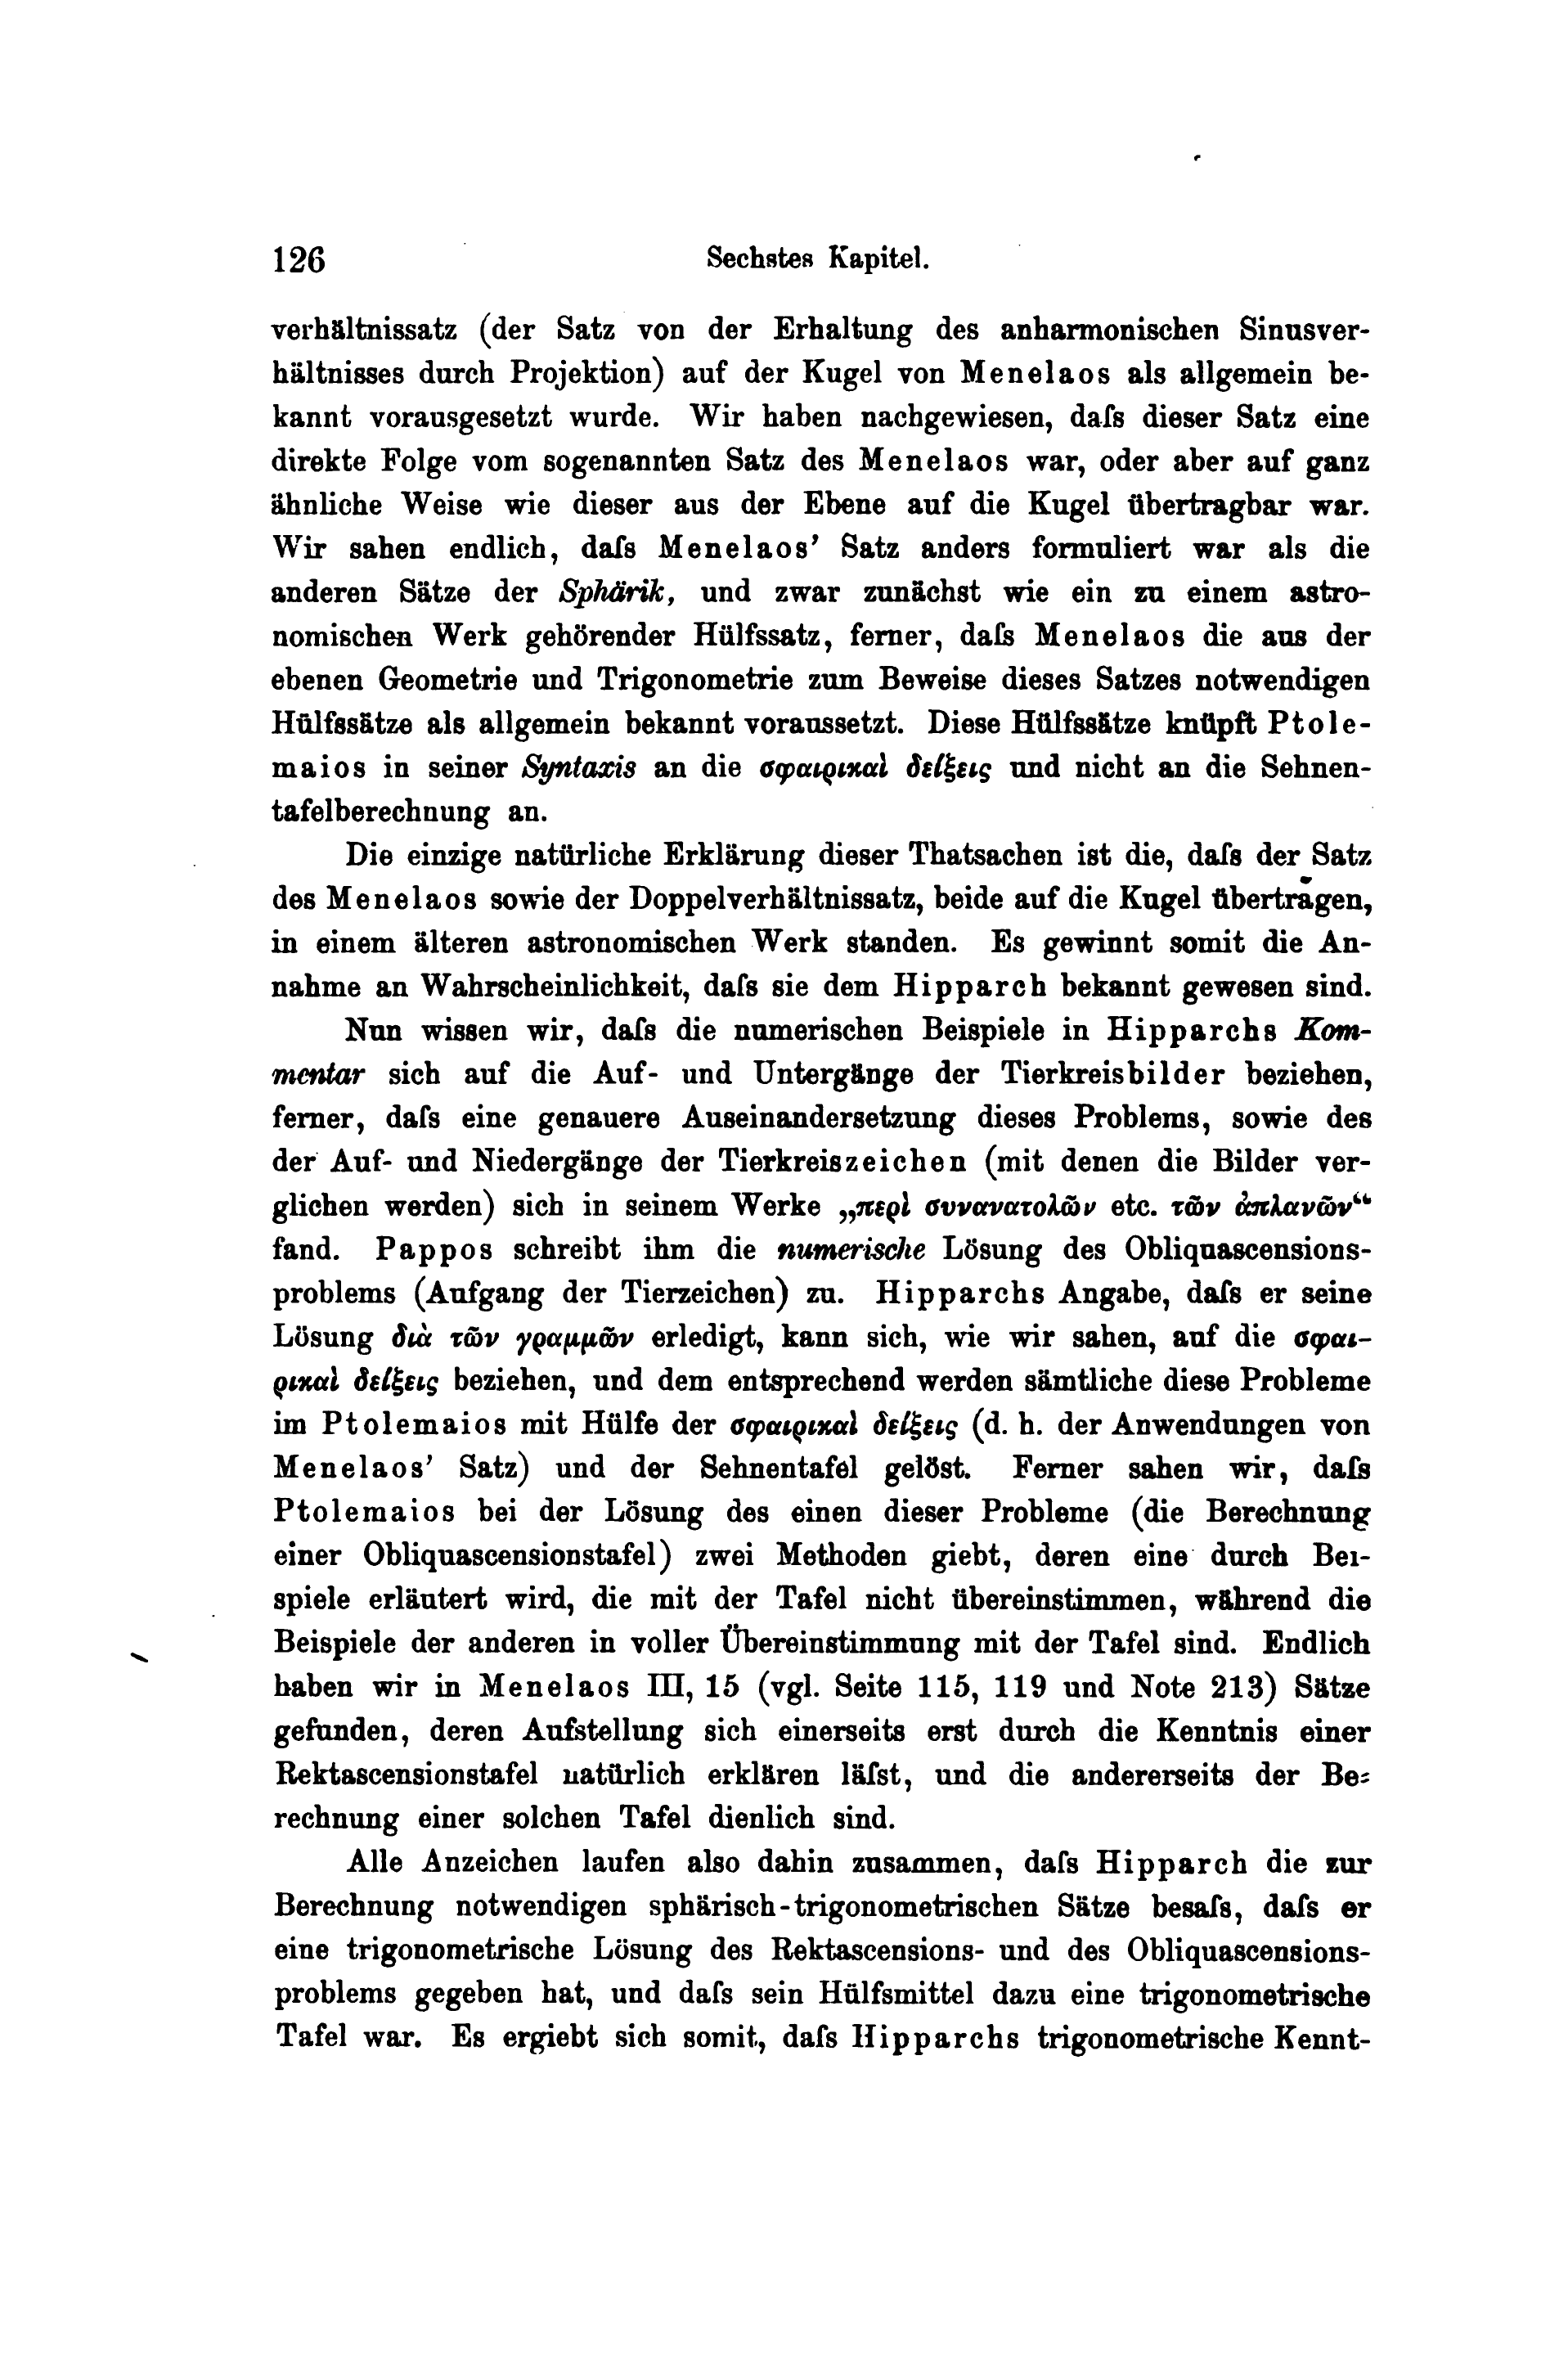 126 Sechstes Kapitel.
verhältnissatz (der Satz von der Erhaltung des anharmonischen Sinusver-
hältnisses durch Projektion) auf der Kugel von Menelaos als allgemein be-
kannt vorausgesetzt wurde. Wir haben nachgewiesen, daſs dieser Satz eine
direkte Folge vom sogenannten Satz des Menelaos war, oder aber auf ganz
ähnliche Weise wie dieser aus der Ebene auf die Kugel übertragbar war.
Wir sahen endlich, daſs Menelaos' Satz anders formuliert war als die
anderen Sätze der Sphärik, und zwar zunächst wie ein zu einem astro-
nomischen Werk gehörender Hülfssatz, ferner, daſs Menelaos die aus der
ebenen Geometrie und Trigonometrie zum Beweise dieses Satzes notwendigen
Hülfssätze als allgemein bekannt voraussetzt. Diese Hülfssätze knüpft Ptole-
maios in seiner Syntaxis an die σφαιρικαὶ δείξεις und nicht an die Sehnen-
tafelberechnung an.
Die einzige natürliche Erklärung dieser Thatsachen ist die, daſs der Satz
des Menelaos sowie der Doppelverhältnissatz, beide auf die Kugel übertragen,
in einem älteren astronomischen Werk standen. Es gewinnt somit die An-
nahme an Wahrscheinlichkeit, daſs sie dem Hipparch bekannt gewesen sind.
Nun wissen wir, daſs die numerischen Beispiele in Hipparchs Kom-
mentar sich auf die Auf- und Untergänge der Tierkreisbilder beziehen,
ferner, daſs eine genauere Auseinandersetzung dieses Problems, sowie des
der Auf- und Niedergänge der Tierkreiszeichen (mit denen die Bilder ver-
glichen werden) sich in seinem Werke „περὶ συνανατολῶν etc. τῶν ἀπλανῶν“
fand. Pappos schreibt ihm die numerische Lösung des Obliquascensions-
problems (Aufgang der Tierzeichen) zu. Hipparchs Angabe, daſs er seine
Lösung διὰ τῶν γραμμῶν erledigt, kann sich, wie wir sahen, auf die σφαι-
ρικαὶ δείξεις beziehen, und dem entsprechend werden sämtliche diese Probleme
im Ptolemaios mit Hülfe der σφαιρικαὶ δείξεις (d. h. der Anwendungen von
Menelaos' Satz) und der Sehnentafel gelöst. Ferner sahen wir, daſs
Ptolemaios bei der Lösung des einen dieser Probleme (die Berechnung
einer Obliquascensionstafel) zwei Methoden giebt, deren eine durch Bei-
spiele erläutert wird, die mit der Tafel nicht übereinstimmen, während die
Beispiele der anderen in voller Übereinstimmung mit der Tafel sind. Endlich
haben wir in Menelaos III, 15 (vgl. Seite 115, 119 und Note 213) Sätze
gefunden, deren Aufstellung sich einerseits erst durch die Kenntnis einer
Rektascensionstafel natürlich erklären läſst, und die andererseits der Be-
rechnung einer solchen Tafel dienlich sind.
Alle Anzeichen laufen also dahin zusammen, daſs Hipparch die zur
Berechnung notwendigen sphärisch-trigonometrischen Sätze besaſs, daſs er
eine trigonometrische Lösung des Rektascensions- und des Obliquascensions-
problems gegeben hat, und daſs sein Hülfsmittel dazu eine trigonometrische
Tafel war. Es ergiebt sich somit, daſs Hipparchs trigonometrische Kennt-